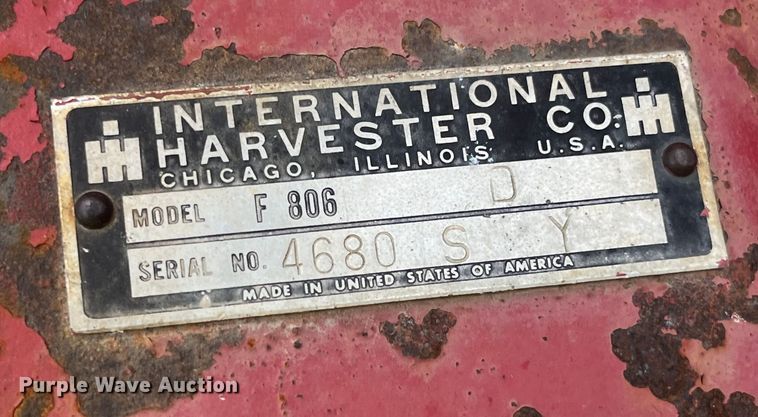 INTERNATIONAL
HARVESTER CO.
CHICAGO, ILLINOIS U.S.A.
MODEL F 806 D
SERIAL NO. 4680 S Y
MADE IN UNITED STATES OF AMERICA
Purple Wave Auction